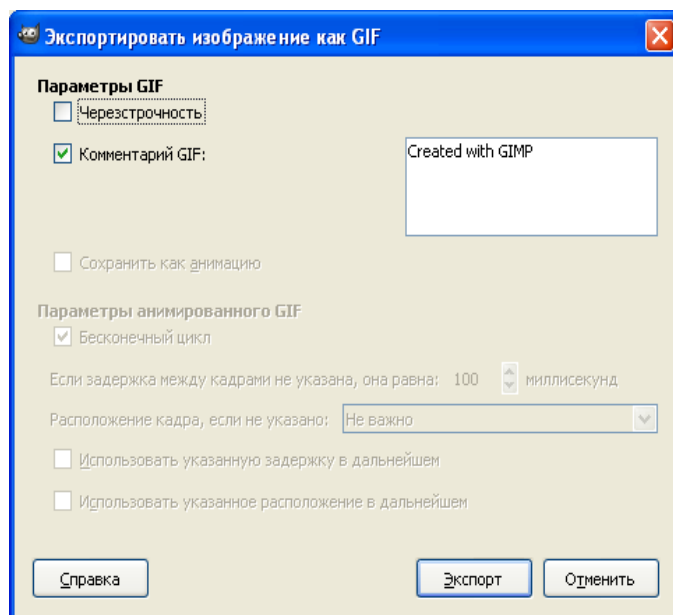 Экспортировать изображение как GIF
Параметры GIF
Черезстрочность
Комментарий GIF:
Created with GIMP
Сохранить как анимацию
Параметры анимированного GIF
Бесконечный цикл
Если задержка между кадрами не указана, она равна: 100 миллисекунд
Расположение кадра, если не указано: Не важно
Использовать указанную задержку в дальнейшем
Использовать указанное расположение в дальнейшем
Справка Экспорт Отменить